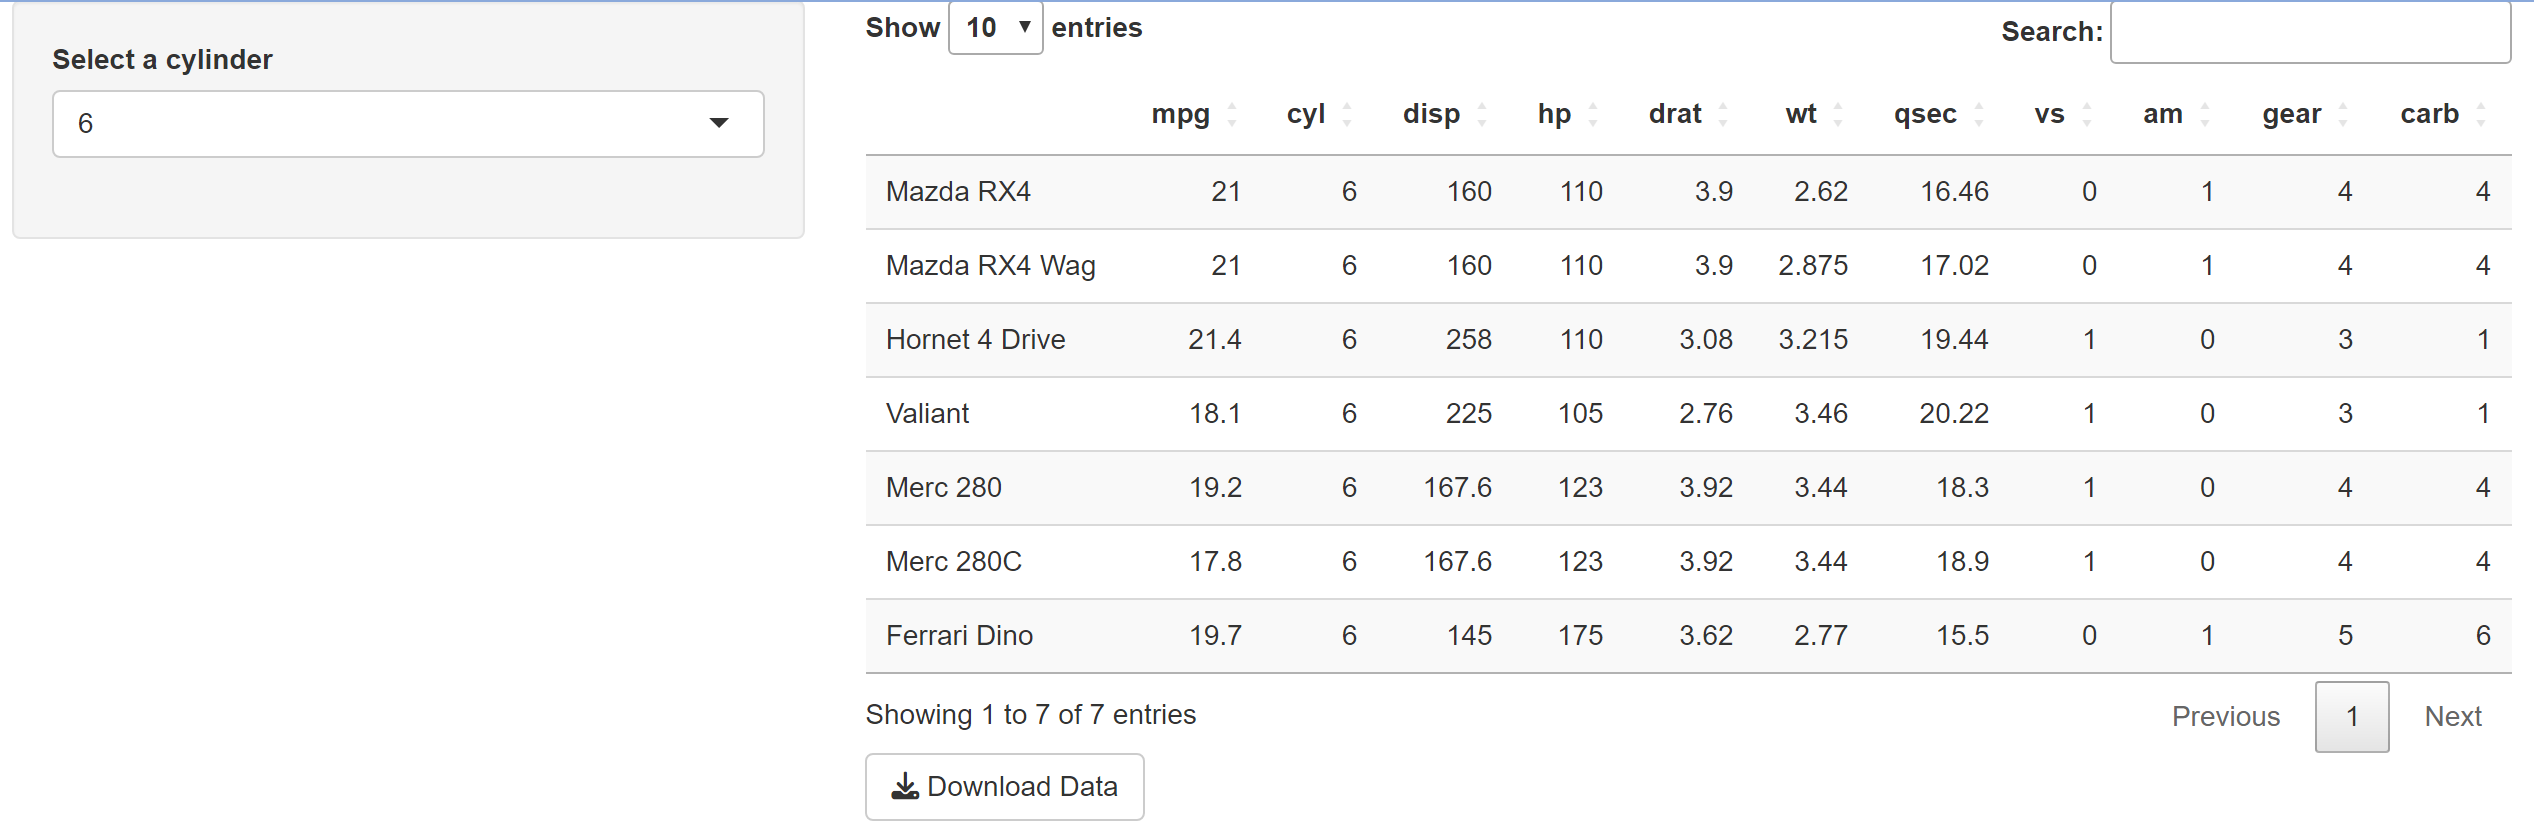 Select a cylinder
6
Show 10 entries
Search:
mpg cyl disp hp drat wt qsec vs am gear carb
Mazda RX4 21 6 160 110 3.9 2.62 16.46 0 1 4 4
Mazda RX4 Wag 21 6 160 110 3.9 2.875 17.02 0 1 4 4
Hornet 4 Drive 21.4 6 258 110 3.08 3.215 19.44 1 0 3 1
Valiant 18.1 6 225 105 2.76 3.46 20.22 1 0 3 1
Merc 280 19.2 6 167.6 123 3.92 3.44 18.3 1 0 4 4
Merc 280C 17.8 6 167.6 123 3.92 3.44 18.9 1 0 4 4
Ferrari Dino 19.7 6 145 175 3.62 2.77 15.5 0 1 5 6
Showing 1 to 7 of 7 entries
Previous 1 Next
Download Data